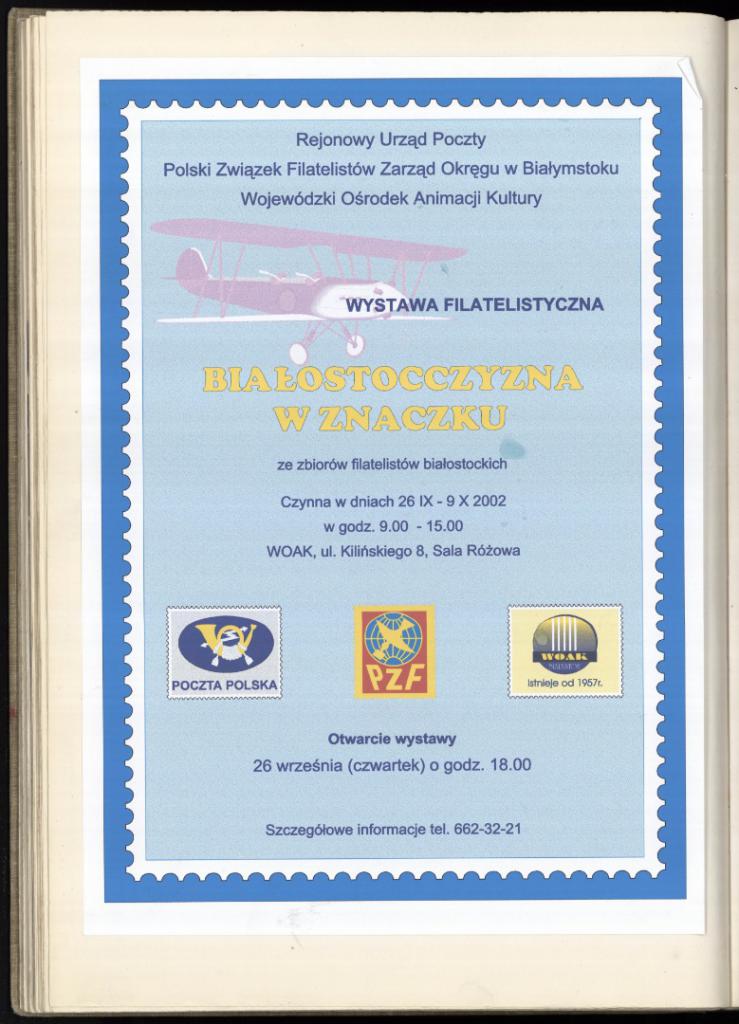 Rejonowy Urząd Poczty
Polski Związek Filatelistów Zarząd Okręgu w Białymstoku
Wojewódzki Ośrodek Animacji Kultury
WYSTAWA FILATELISTYCZNA
BIAŁOSTOCCZYZNA
W ZNACZKU
ze zbiorów filatelistów białostockich
Czynna w dniach 26 IX - 9 X 2002
w godz. 9.00 - 15.00
WOAK, ul. Kilińskiego 8, Sala Różowa
POCZTA POLSKA
PZF
WOAK
istnieje od 1957r.
Otwarcie wystawy
26 września (czwartek) o godz. 18.00
Szczegółowe informacje tel. 662-32-21